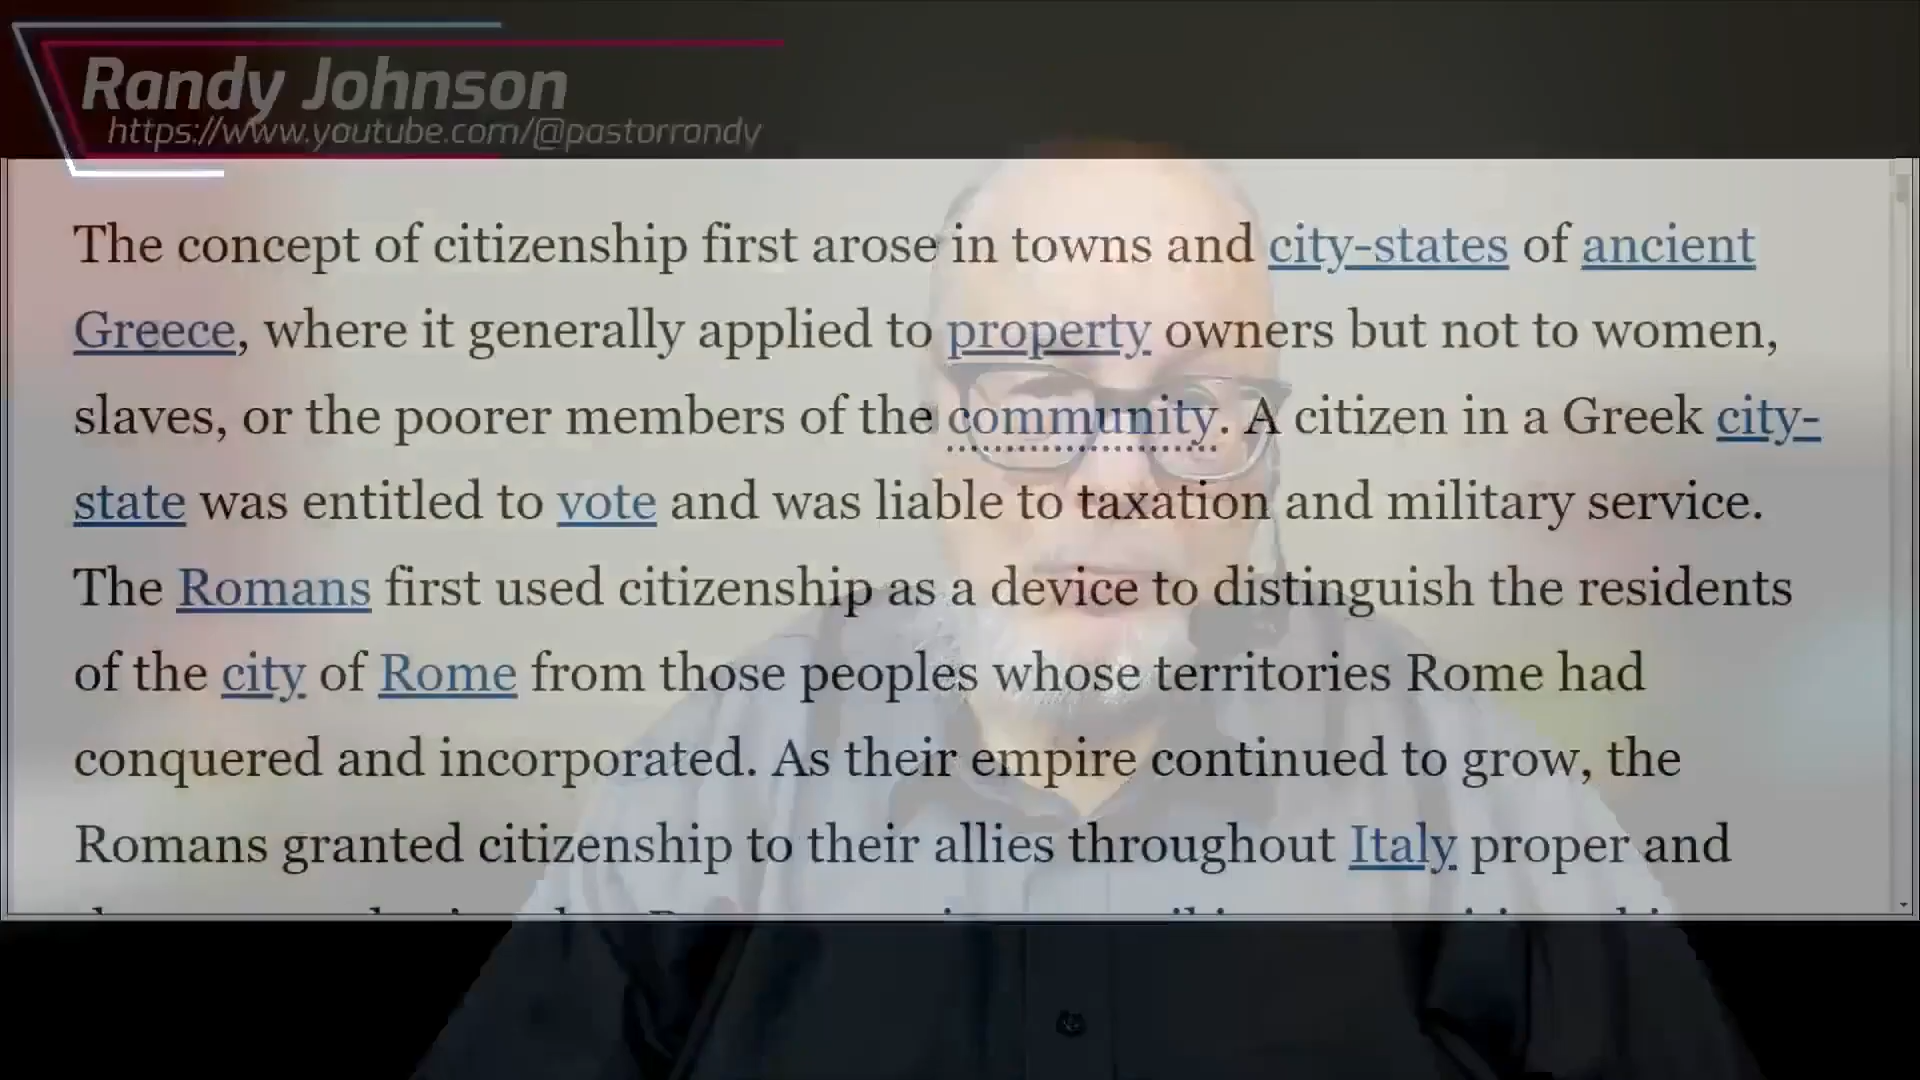 Randy Johnson
https://www.youtube.com/@pastorrandy
The concept of citizenship first arose in towns and city-states of ancient
Greece, where it generally applied to property owners but not to women,
slaves, or the poorer members of the community. A citizen in a Greek city-
state was entitled to vote and was liable to taxation and military service.
The Romans first used citizenship as a device to distinguish the residents
of the city of Rome from those peoples whose territories Rome had
conquered and incorporated. As their empire continued to grow, the
Romans granted citizenship to their allies throughout Italy proper and